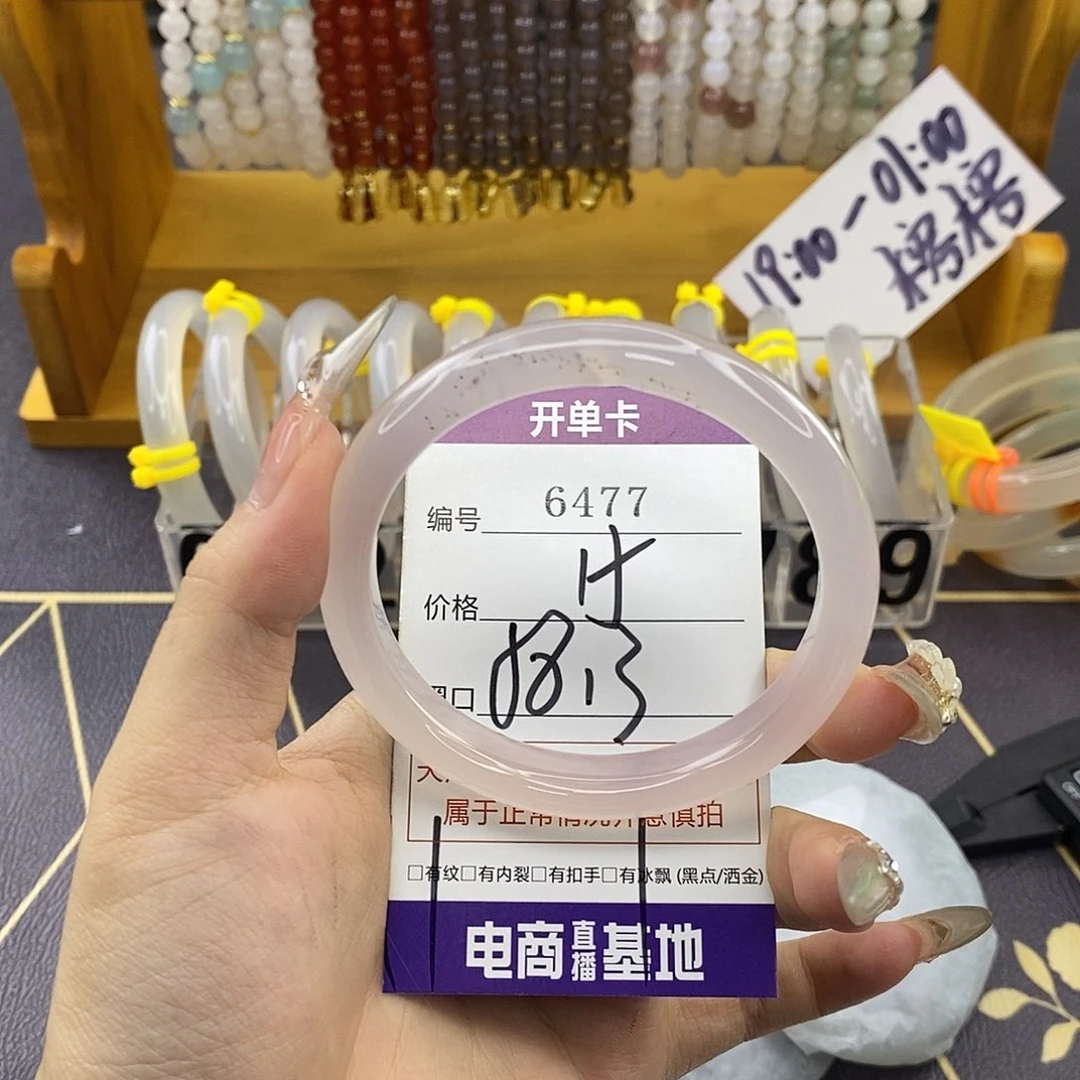 19:00-01:00
楞楞
开单卡
编号 6477
价格
圈口
属于正常情况介意慎拍
□有纹□有内裂□有扣手□有冰飘 (黑点/洒金)
电商直播基地
89